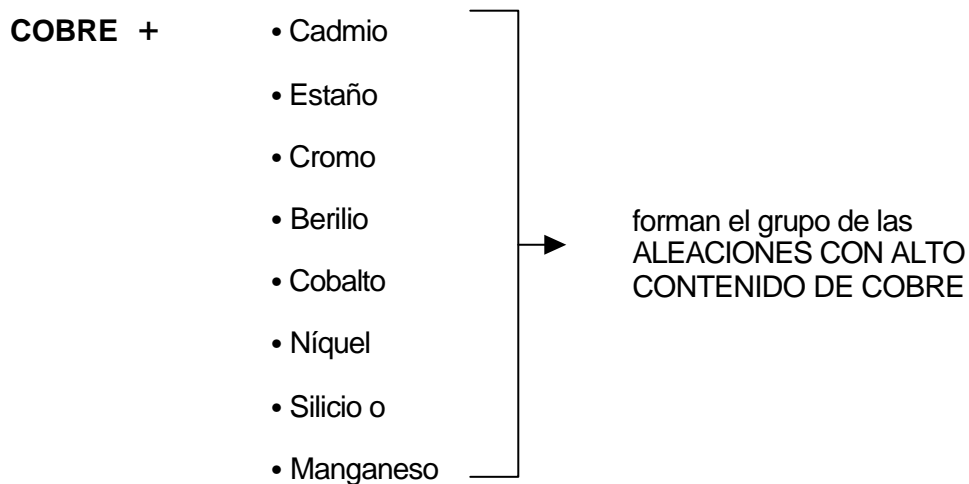 COBRE + • Cadmio
• Estaño
• Cromo
• Berilio
• Cobalto
• Níquel
• Silicio o
• Manganeso
forman el grupo de las
ALEACIONES CON ALTO
CONTENIDO DE COBRE